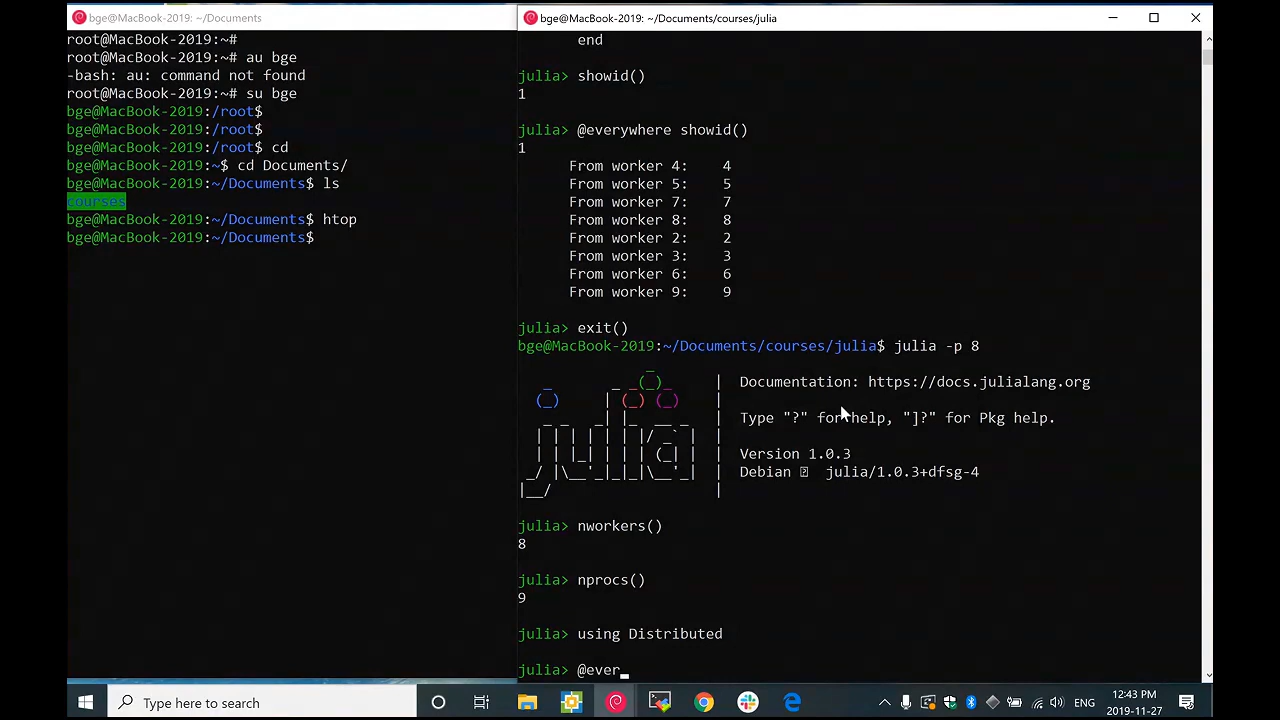 bge@MacBook-2019: ~/Documents
root@MacBook-2019:~#
root@MacBook-2019:~# au bge
-bash: au: command not found
root@MacBook-2019:~# su bge
bge@MacBook-2019:/root$
bge@MacBook-2019:/root$
bge@MacBook-2019:/root$ cd
bge@MacBook-2019:~$ cd Documents/
bge@MacBook-2019:~/Documents$ ls
courses
bge@MacBook-2019:~/Documents$ htop
bge@MacBook-2019:~/Documents$
bge@MacBook-2019: ~/Documents/courses/julia
end
julia> showid()
1
julia> @everywhere showid()
1
From worker 4: 4
From worker 5: 5
From worker 7: 7
From worker 8: 8
From worker 2: 2
From worker 3: 3
From worker 6: 6
From worker 9: 9
julia> exit()
bge@MacBook-2019:~/Documents/courses/julia$ julia -p 8
julia
Documentation: https://docs.julialang.org
Type "?" for help, "]?" for Pkg help.
Version 1.0.3
Debian julia/1.0.3+dfsg-4
julia> nworkers()
8
julia> nprocs()
9
julia> using Distributed
julia> @ever_
Type here to search
ENG
12:43 PM
2019-11-27